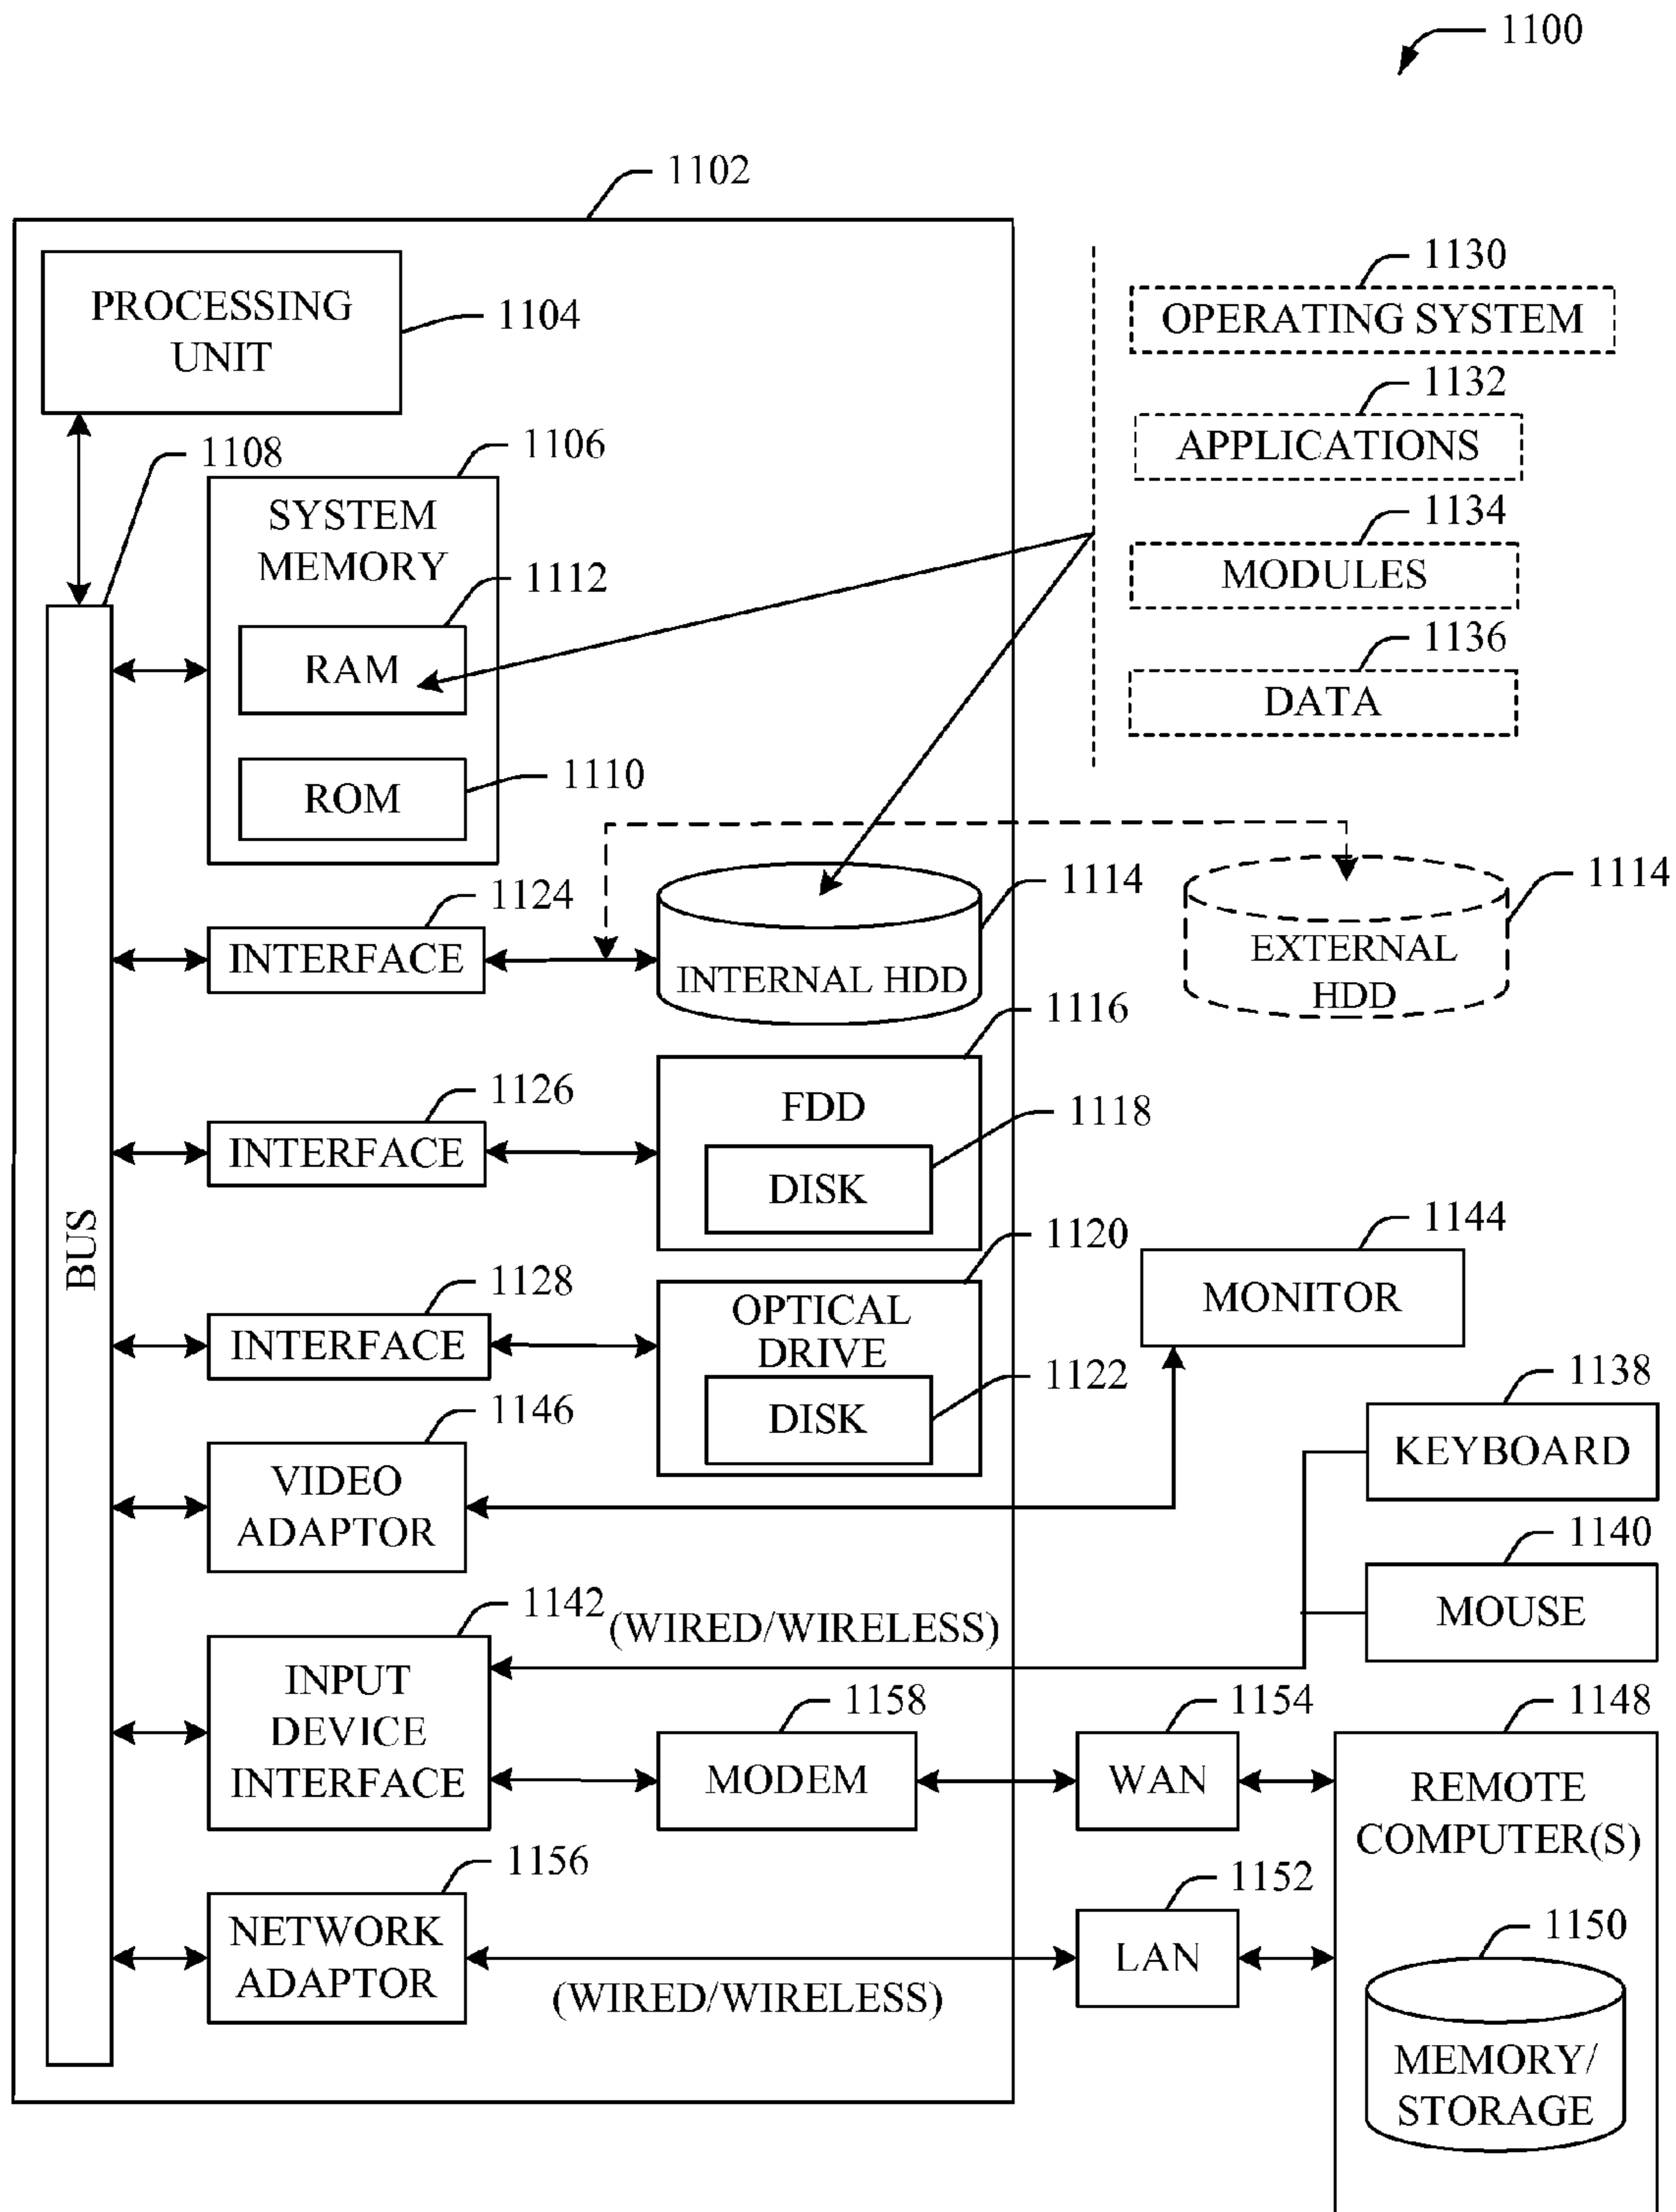 1100
1102
PROCESSING
UNIT
1104
1108
1106
SYSTEM
MEMORY
1112
RAM
ROM
1110
1130
OPERATING SYSTEM
1132
APPLICATIONS
1134
MODULES
1136
DATA
1124
INTERFACE
1114
INTERNAL HDD
1114
EXTERNAL
HDD
1126
INTERFACE
1116
FDD
1118
DISK
BUS
1128
INTERFACE
1120
OPTICAL
DRIVE
1122
DISK
1144
MONITOR
1146
VIDEO
ADAPTOR
1138
KEYBOARD
1140
MOUSE
1142
(WIRED/WIRELESS)
INPUT
DEVICE
INTERFACE
1158
MODEM
1154
WAN
1148
REMOTE
COMPUTER(S)
1156
NETWORK
ADAPTOR
(WIRED/WIRELESS)
1152
LAN
1150
MEMORY/
STORAGE